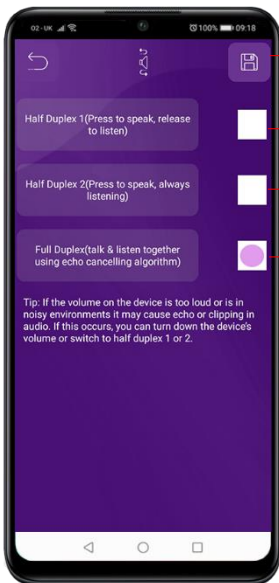 02-UK 100% 09:18
Half Duplex 1(Press to speak, release
to listen)
Half Duplex 2(Press to speak, always
listening)
Full Duplex(talk & listen together
using echo cancelling algorithm)
Tip: If the volume on the device is too loud or is in
noisy environments it may cause echo or clipping in
audio. If this occurs, you can turn down the device's
volume or switch to half duplex 1 or 2.